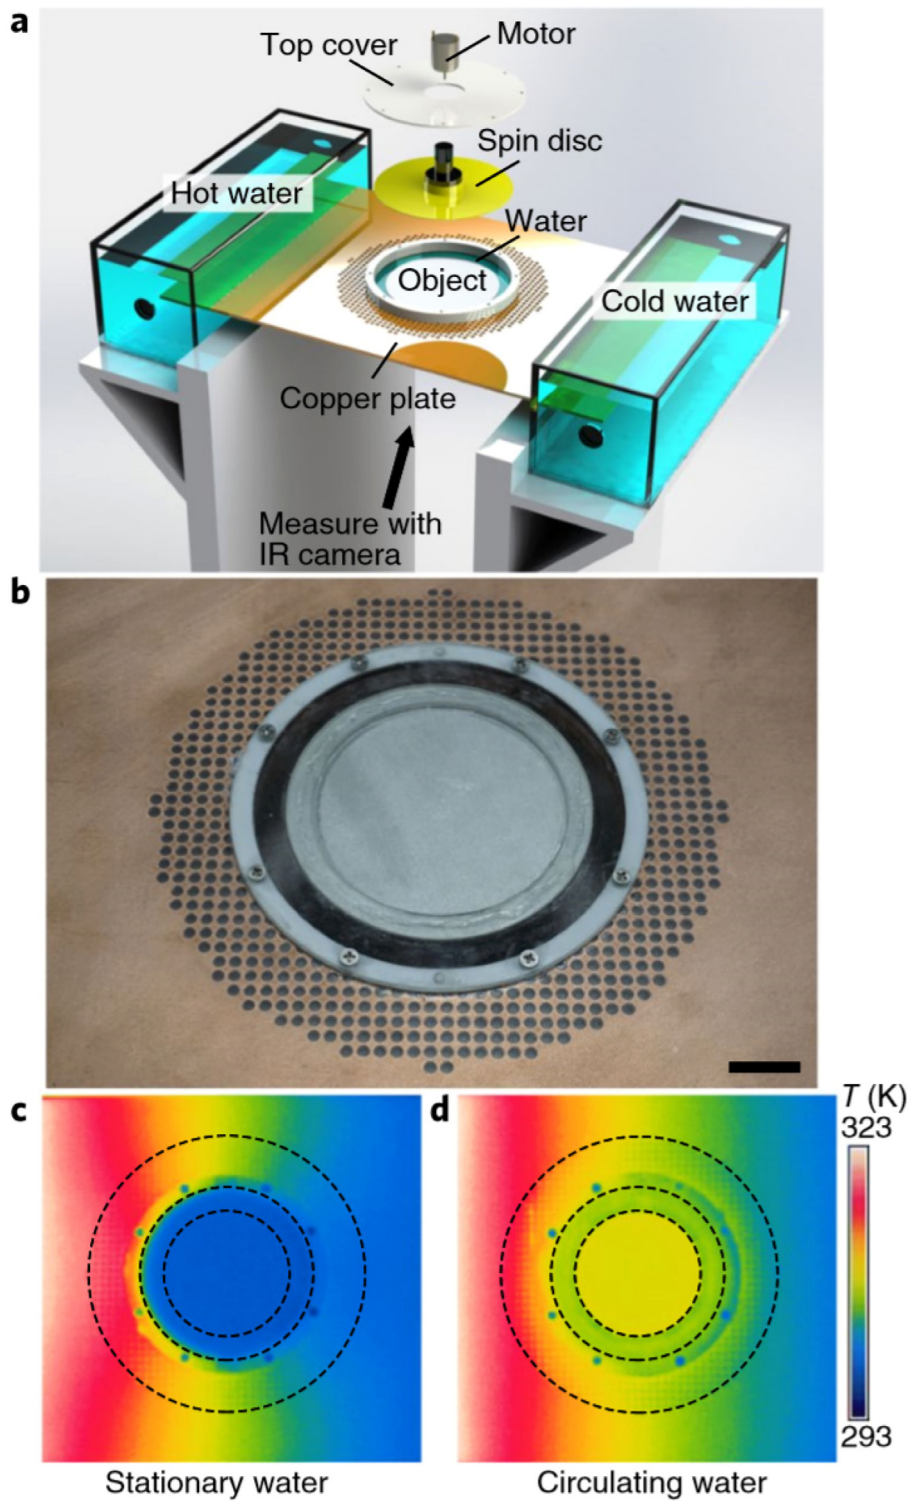 a
Motor
Top cover
Spin disc
Hot water
Water
Object
Cold water
Copper plate
Measure with
IR camera
b
c
d
T (K)
323
293
Stationary water
Circulating water